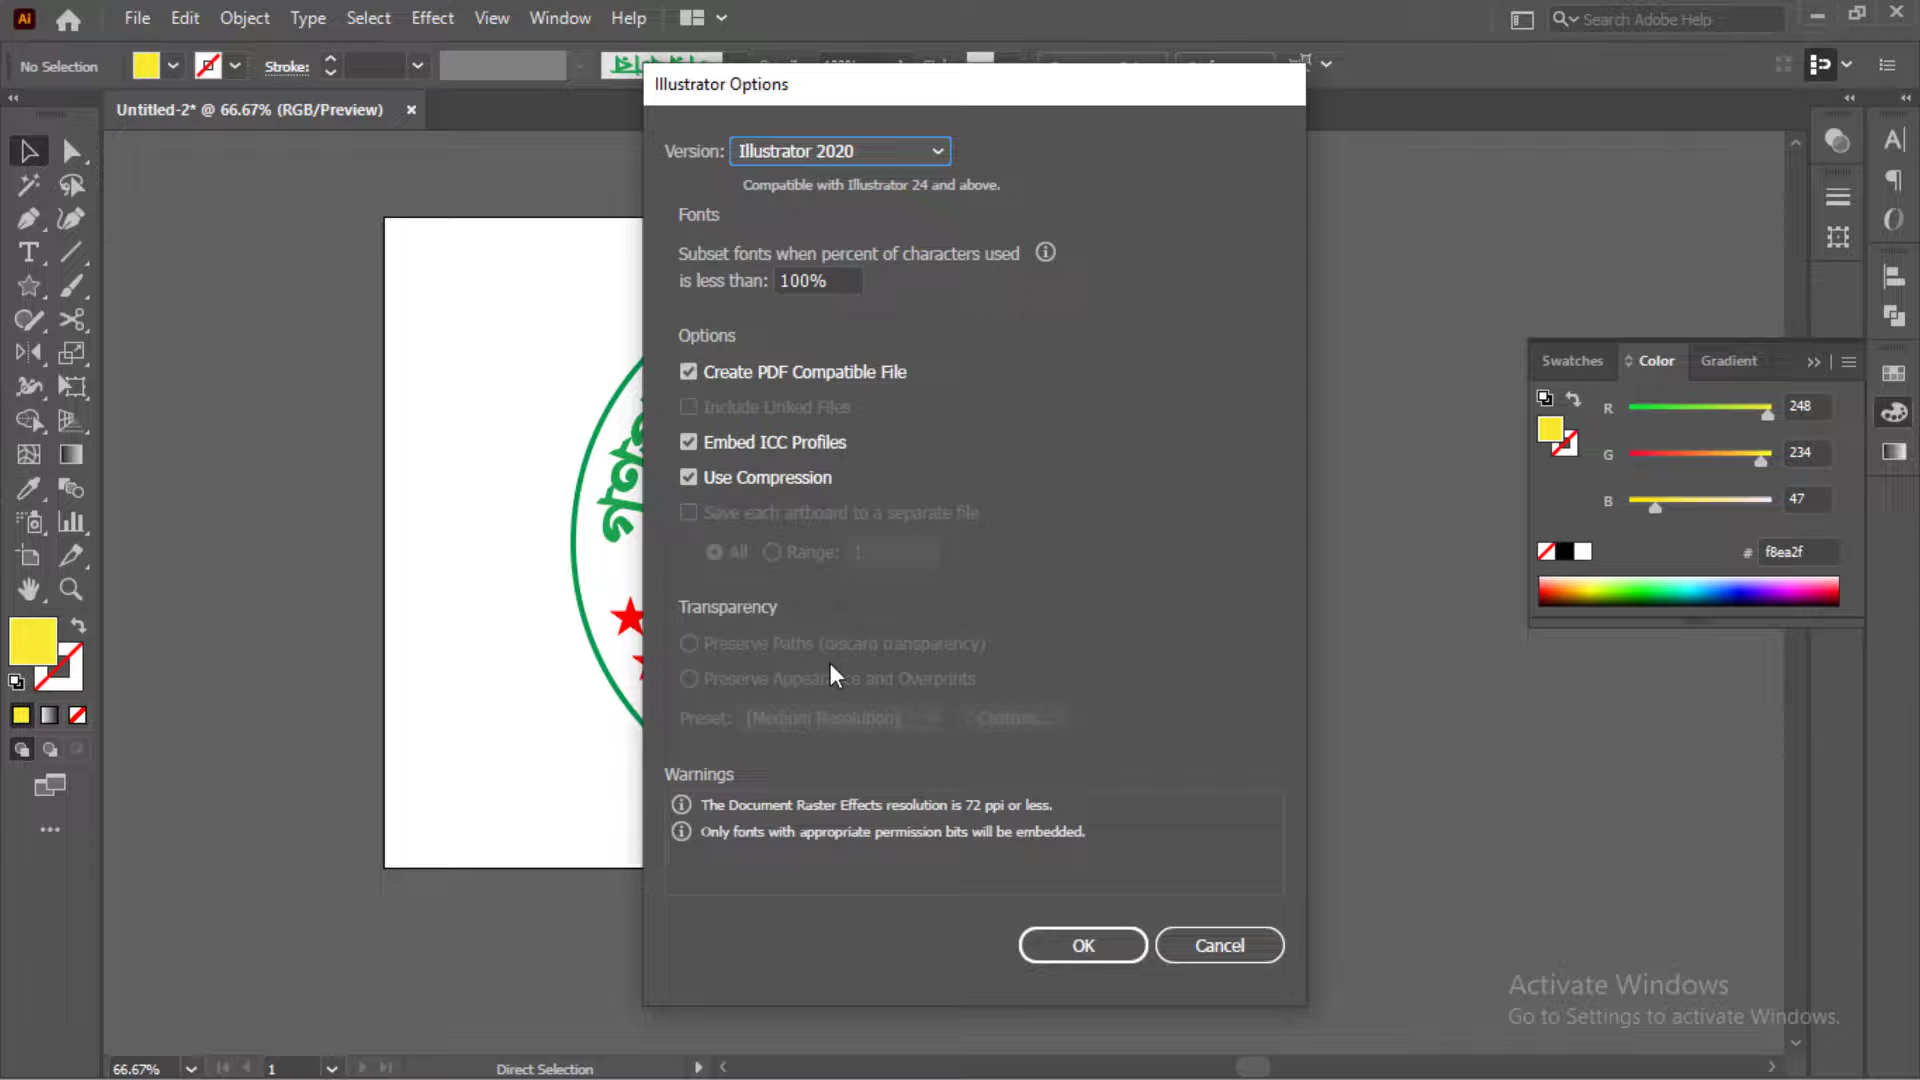 Ai File Edit Object Type Select Effect View Window Help Search Adobe Help
No Selection Stroke:
Illustrator Options
Untitled-2* @ 66.67% (RGB/Preview)
Version: Illustrator 2020
Compatible with Illustrator 24 and above.
Fonts
Subset fonts when percent of characters used
is less than: 100%
Options
Create PDF Compatible File
Include Linked Files
Embed ICC Profiles
Use Compression
Save each artboard to a separate file
All Range: 1
Transparency
Preserve Paths (discard transparency)
Preserve Appearance and Overprints
Preset: [Medium Resolution] Custom...
Warnings
The Document Raster Effects resolution is 72 ppi or less.
Only fonts with appropriate permission bits will be embedded.
OK Cancel
Swatches Color Gradient
R 248
G 234
B 47
# f8ea2f
Activate Windows
Go to Settings to activate Windows.
66.67% 1 Direct Selection